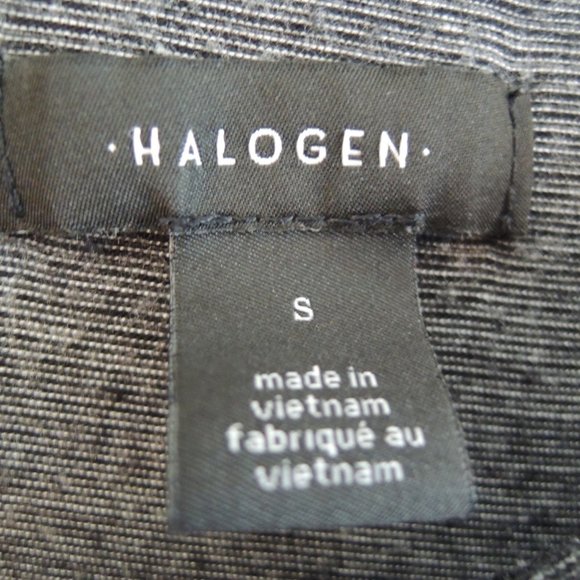 ·HALOGEN·
S
made in
vietnam
fabriqué au
vietnam